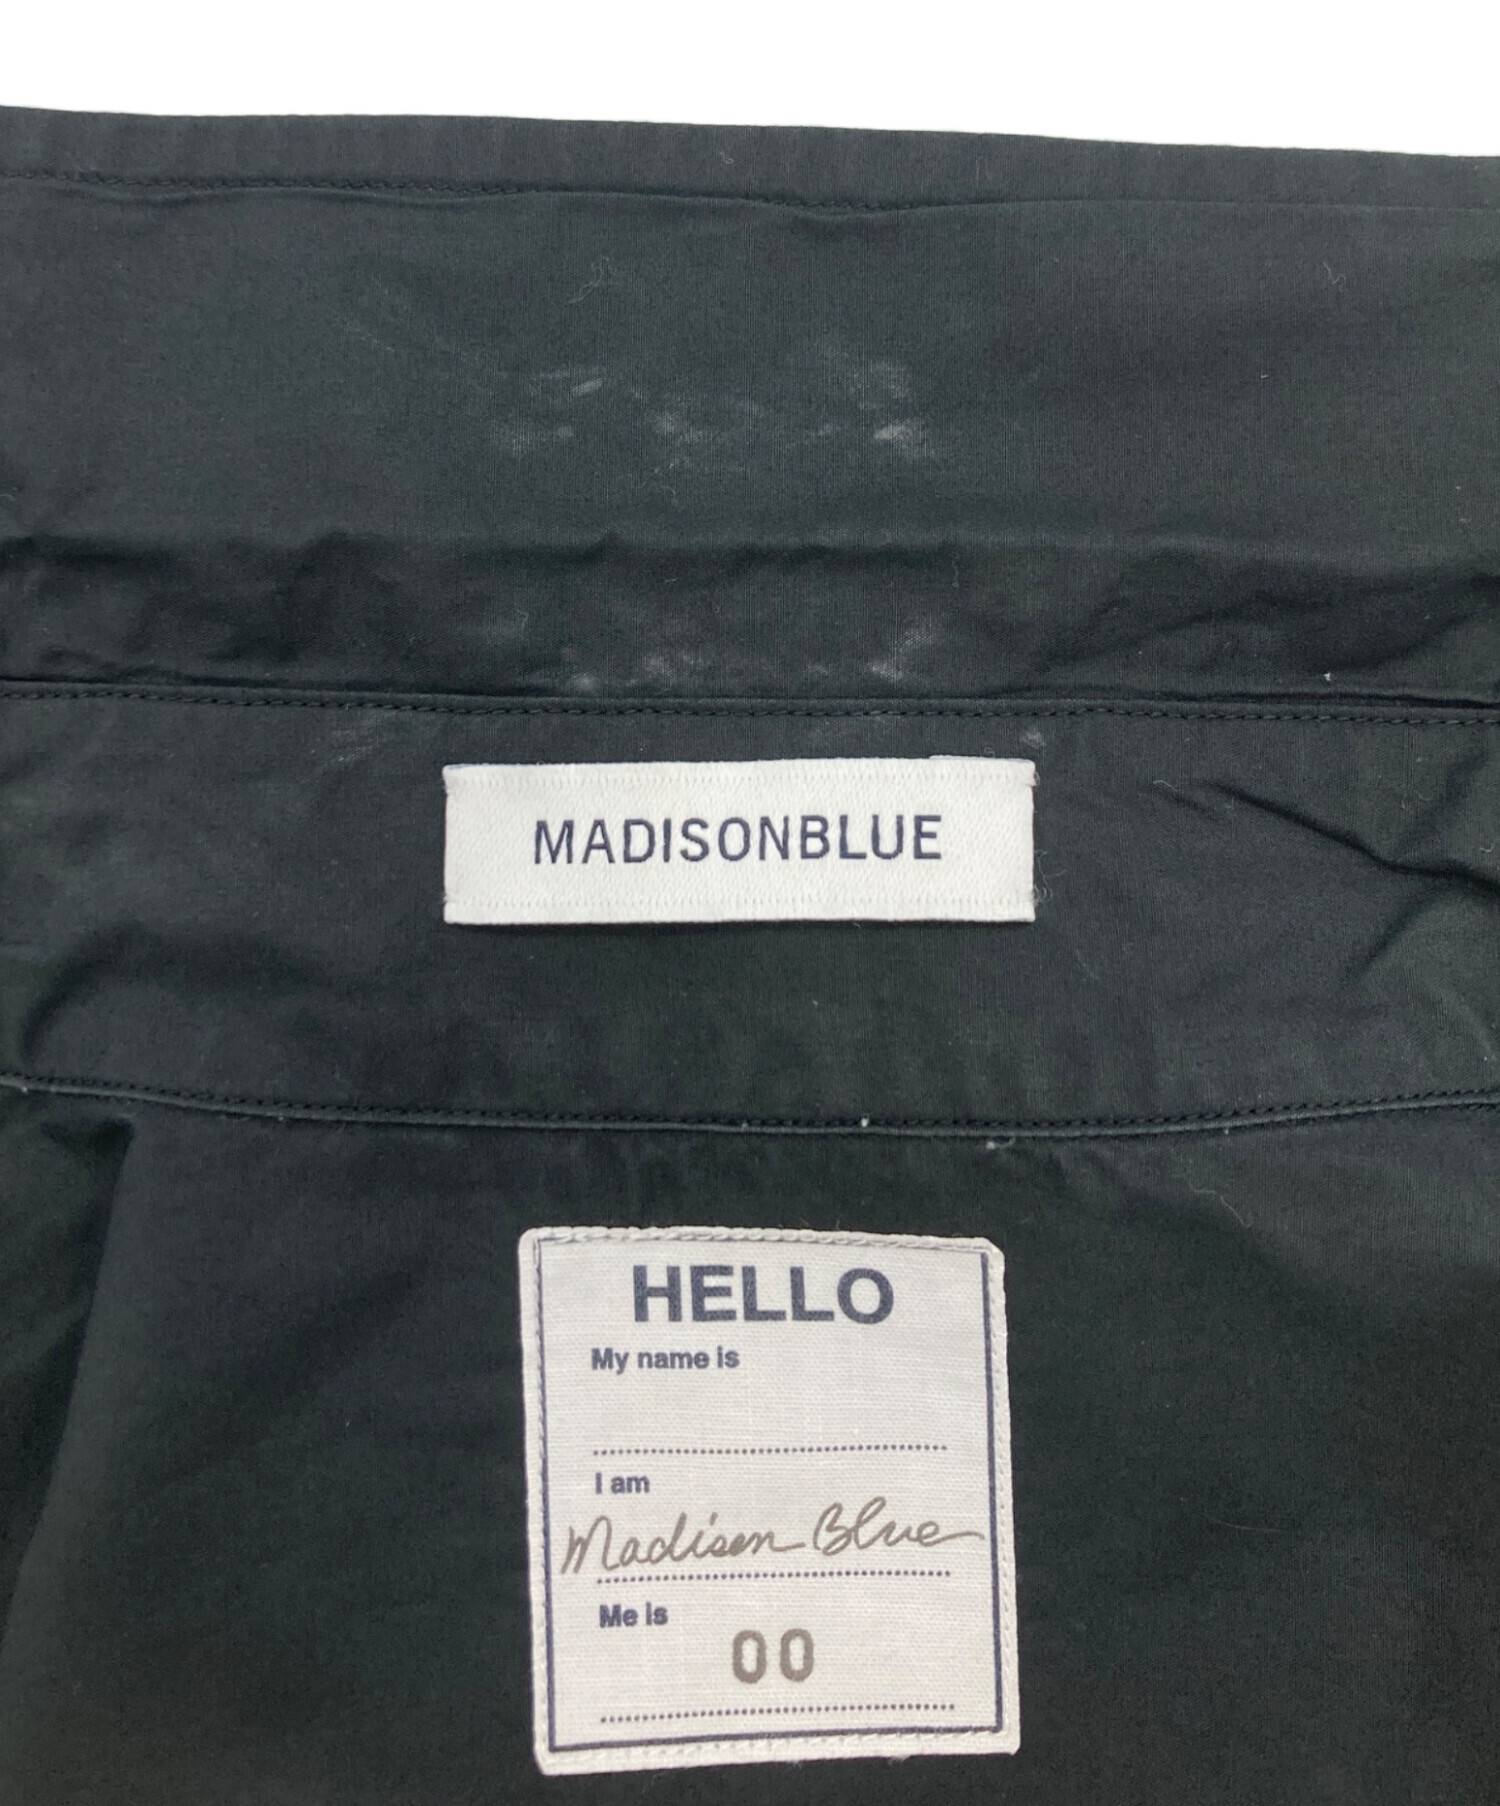 MADISONBLUE
HELLO
My name is
I am
Madison Blue
Me is
00